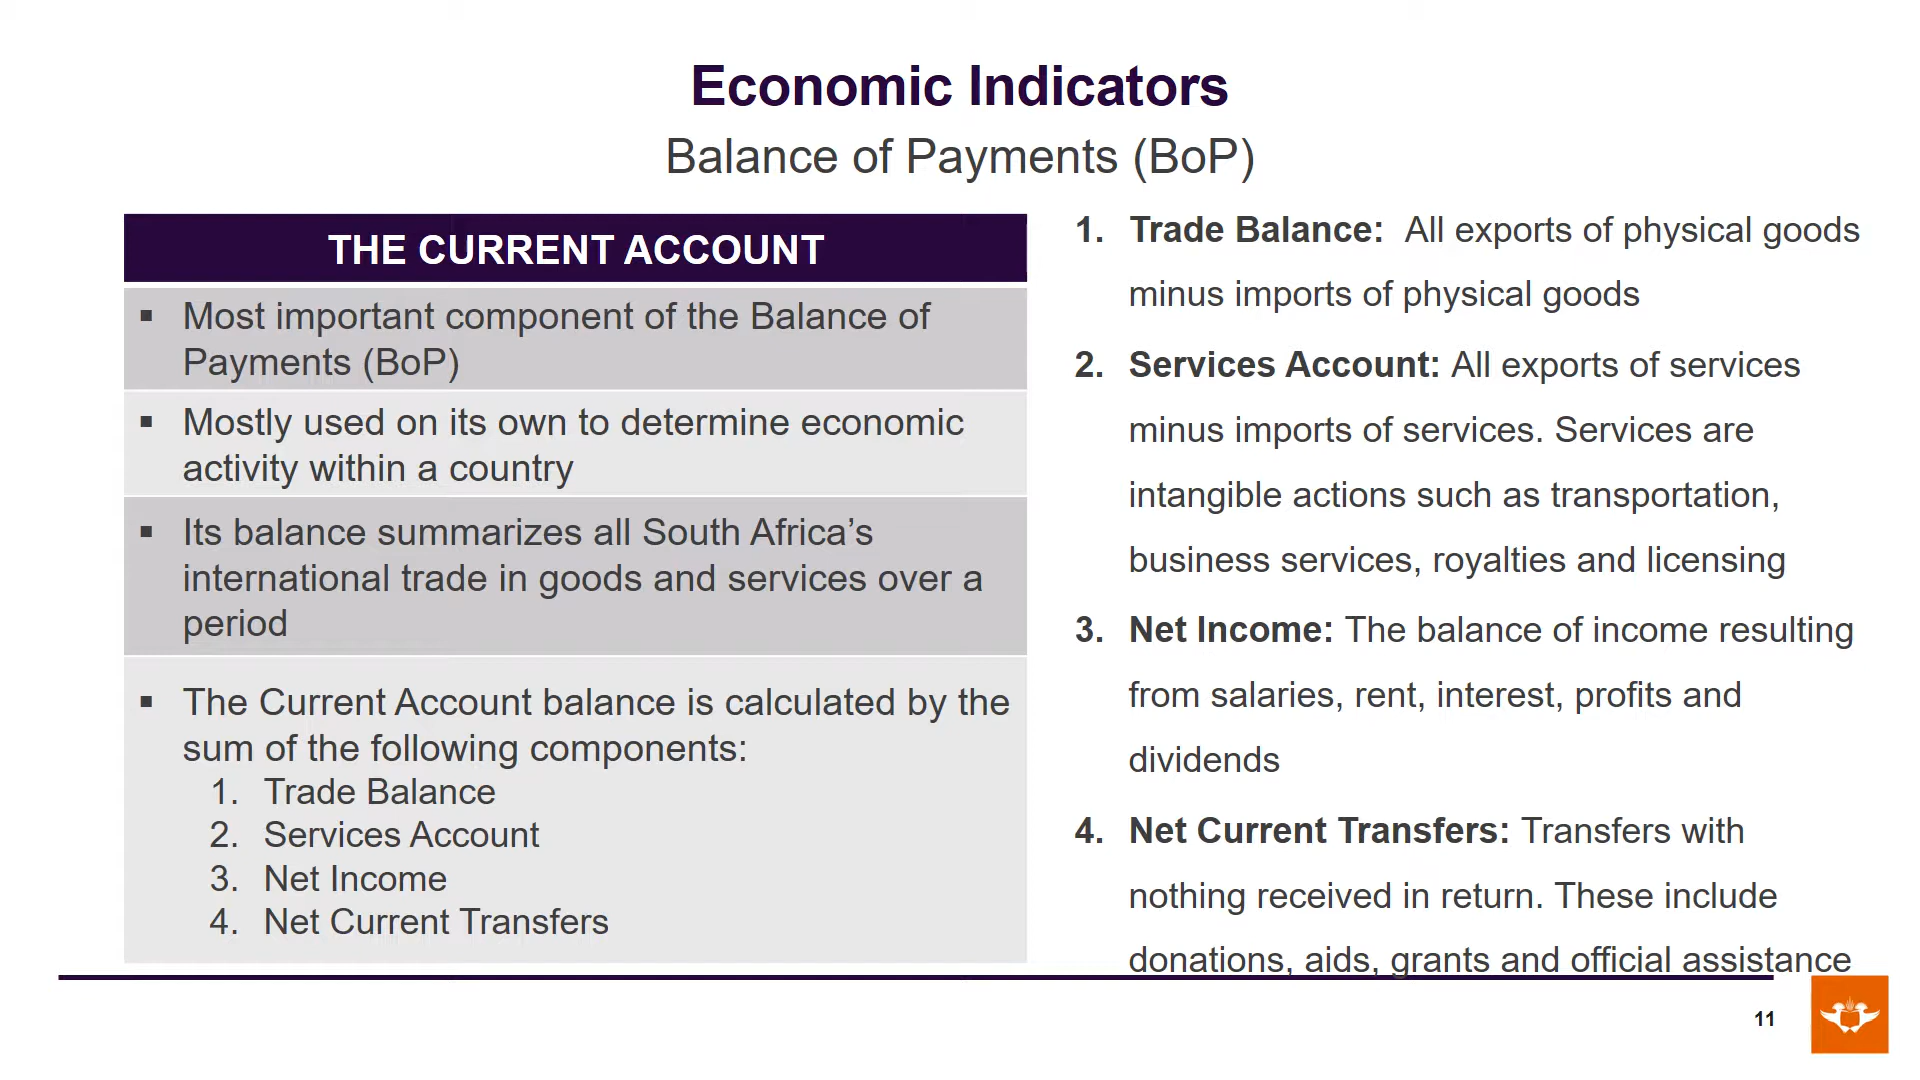 Economic Indicators
Balance of Payments (BoP)
THE CURRENT ACCOUNT
▪ Most important component of the Balance of
Payments (BoP)
▪ Mostly used on its own to determine economic
activity within a country
▪ Its balance summarizes all South Africa’s
international trade in goods and services over a
period
▪ The Current Account balance is calculated by the
sum of the following components:
1. Trade Balance
2. Services Account
3. Net Income
4. Net Current Transfers
1. Trade Balance: All exports of physical goods
minus imports of physical goods
2. Services Account: All exports of services
minus imports of services. Services are
intangible actions such as transportation,
business services, royalties and licensing
3. Net Income: The balance of income resulting
from salaries, rent, interest, profits and
dividends
4. Net Current Transfers: Transfers with
nothing received in return. These include
donations, aids, grants and official assistance
11